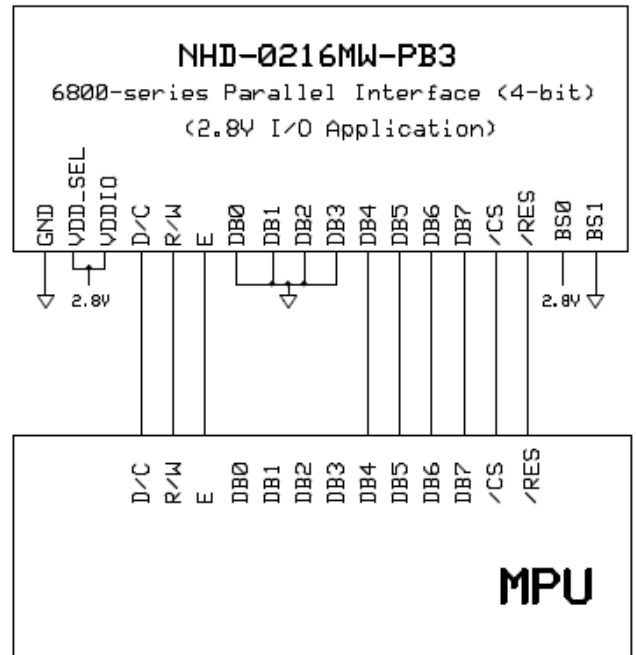 NHD-0216MW-PB3
6800-series Parallel Interface (4-bit)
(2.8V I/O Application)
GND
VDD_SEL
VDDIO
D/C
R/W
E
DB0
DB1
DB2
DB3
DB4
DB5
DB6
DB7
/CS
/RES
BS0
BS1
2.8V
2.8V
D/C
R/W
E
DB0
DB1
DB2
DB3
DB4
DB5
DB6
DB7
/CS
/RES
MPU